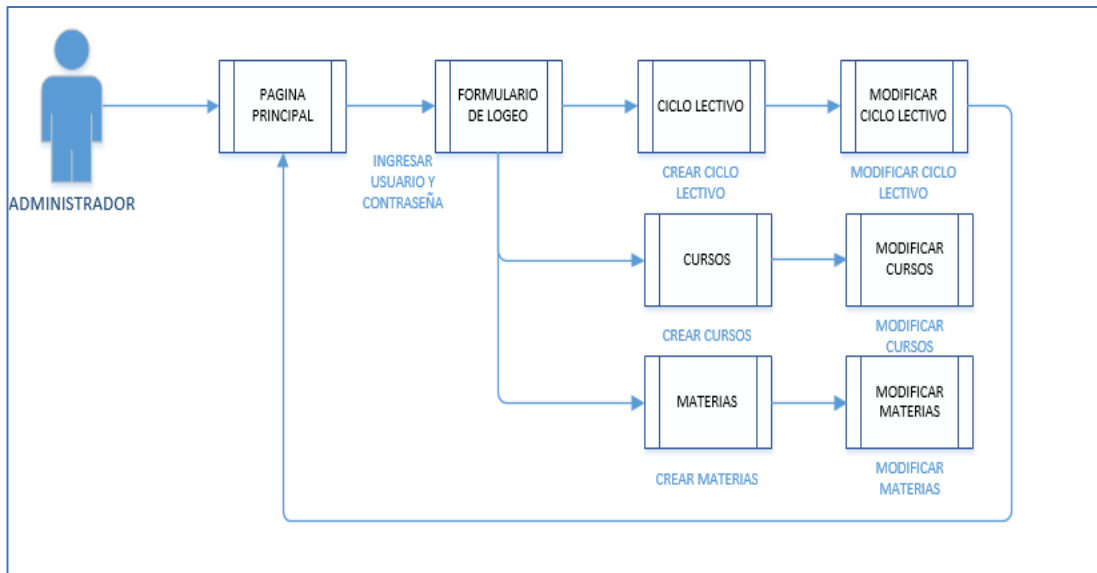 ADMINISTRADOR
PAGINA
PRINCIPAL
INGRESAR
USUARIO Y
CONTRASEÑA
FORMULARIO
DE LOGEO
CICLO LECTIVO
CREAR CICLO
LECTIVO
MODIFICAR
CICLO LECTIVO
MODIFICAR CICLO
LECTIVO
CURSOS
CREAR CURSOS
MODIFICAR
CURSOS
MODIFICAR
CURSOS
MATERIAS
CREAR MATERIAS
MODIFICAR
MATERIAS
MODIFICAR
MATERIAS